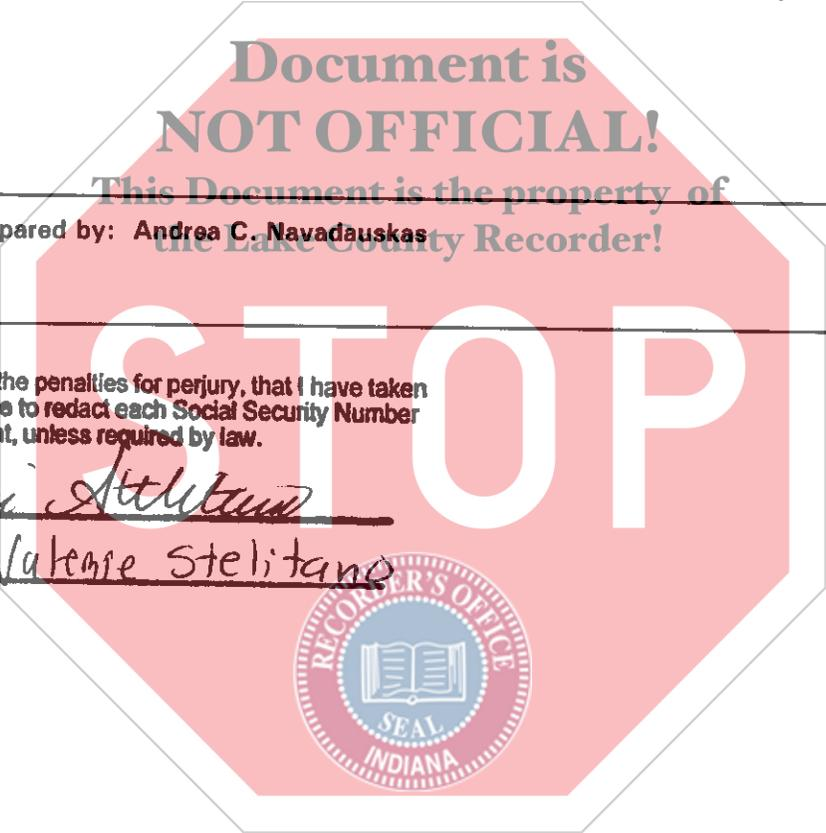 Document is
NOT OFFICIAL!
This Document is the property of
the Lake County Recorder!
pared by: Andrea C. Navadauskas
STOP
the penalties for perjury, that I have taken
e to redact each Social Security Number
t, unless required by law.
Stelitano
RECORDER'S OFFICE
SEAL
INDIANA